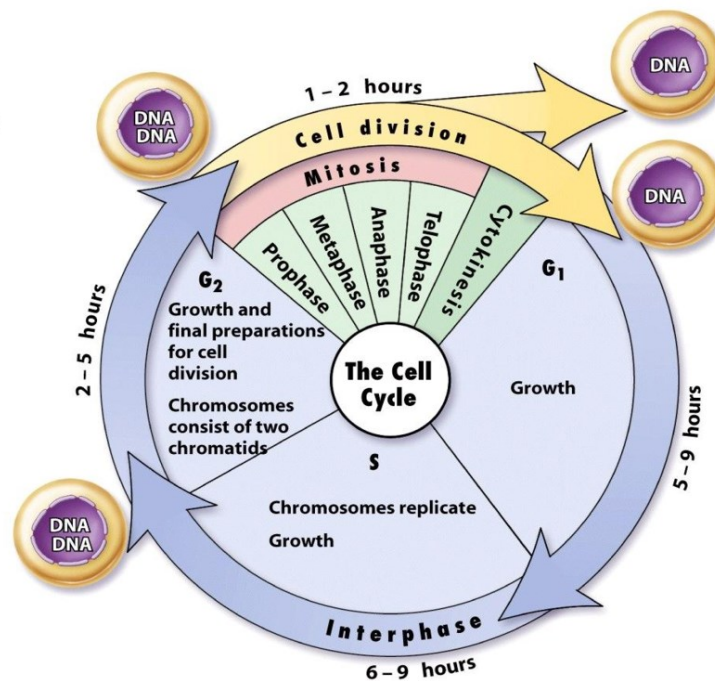 1 – 2 hours
DNA
DNA
DNA
Cell division
Mitosis
Prophase
Metaphase
Anaphase
Telophase
Cytokinesis
DNA
G2
Growth and
final preparations
for cell
division
Chromosomes
consist of two
chromatids
2 – 5 hours
The Cell
Cycle
G1
Growth
5 – 9 hours
S
Chromosomes replicate
Growth
DNA
DNA
Interphase
6 – 9 hours